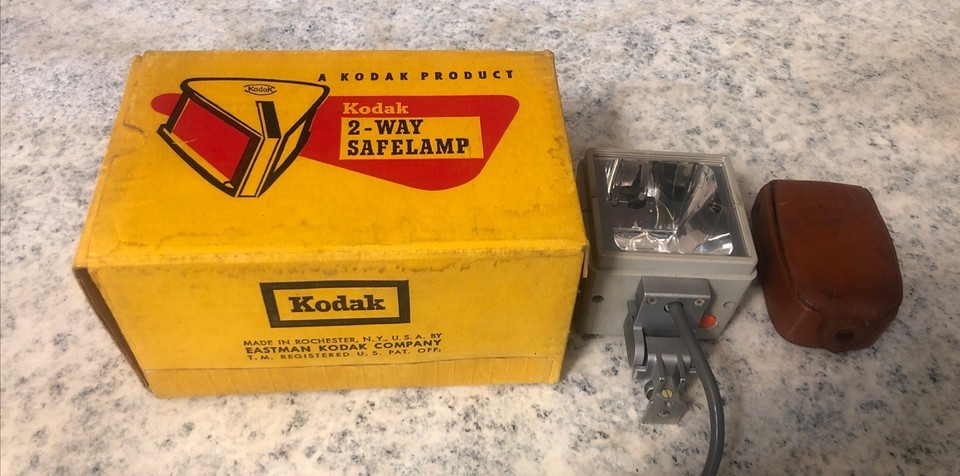 A KODAK PRODUCT
Kodak
Kodak
2-WAY
SAFELAMP
Kodak
MADE IN ROCHESTER, N.Y., U.S.A. BY
EASTMAN KODAK COMPANY
T.M. REGISTERED U.S. PAT. OFF.